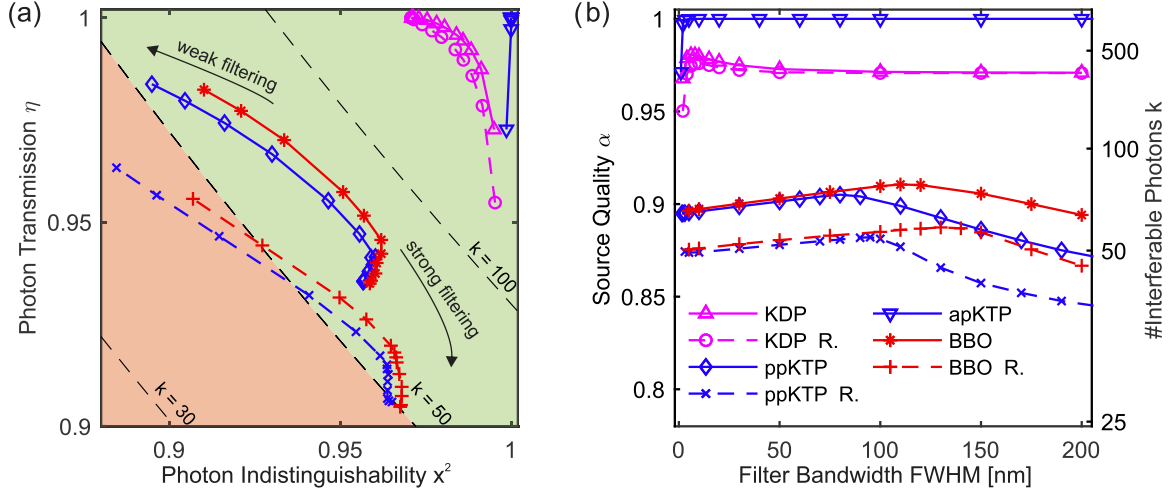 (a)
Photon Transmission η
1
0.95
0.9
weak filtering
strong filtering
k = 100
k = 50
k = 30
0.9
0.95
1
Photon Indistinguishability x²
(b)
Source Quality α
1
0.95
0.9
0.85
0.8
KDP
KDP R.
ppKTP
ppKTP R.
apKTP
BBO
BBO R.
500
100
50
25
#Interferable Photons k
0
50
100
150
200
Filter Bandwidth FWHM [nm]